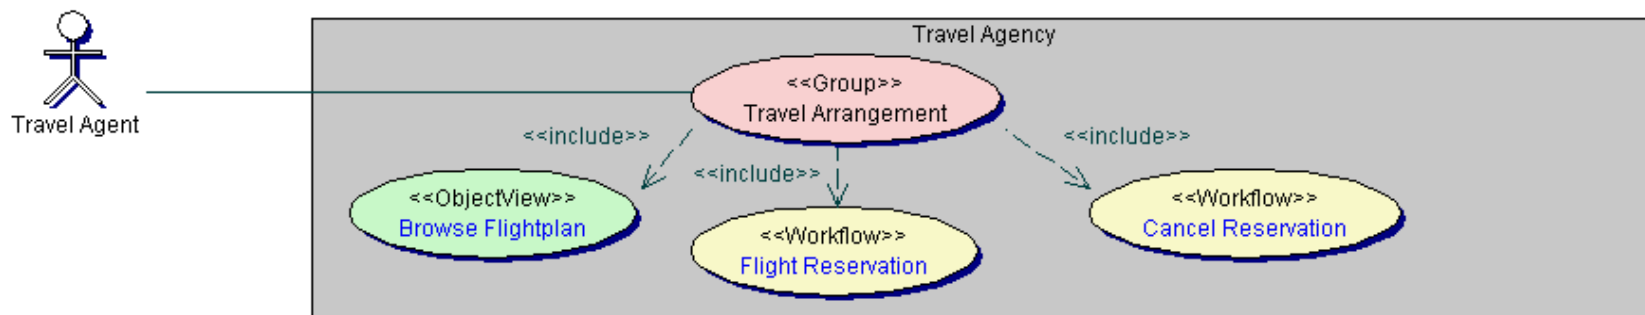 Travel Agency
<<Group>>
Travel Arrangement
Travel Agent
<<include>>
<<include>>
<<include>>
<<ObjectView>>
Browse Flightplan
<<Workflow>>
Flight Reservation
<<Workflow>>
Cancel Reservation